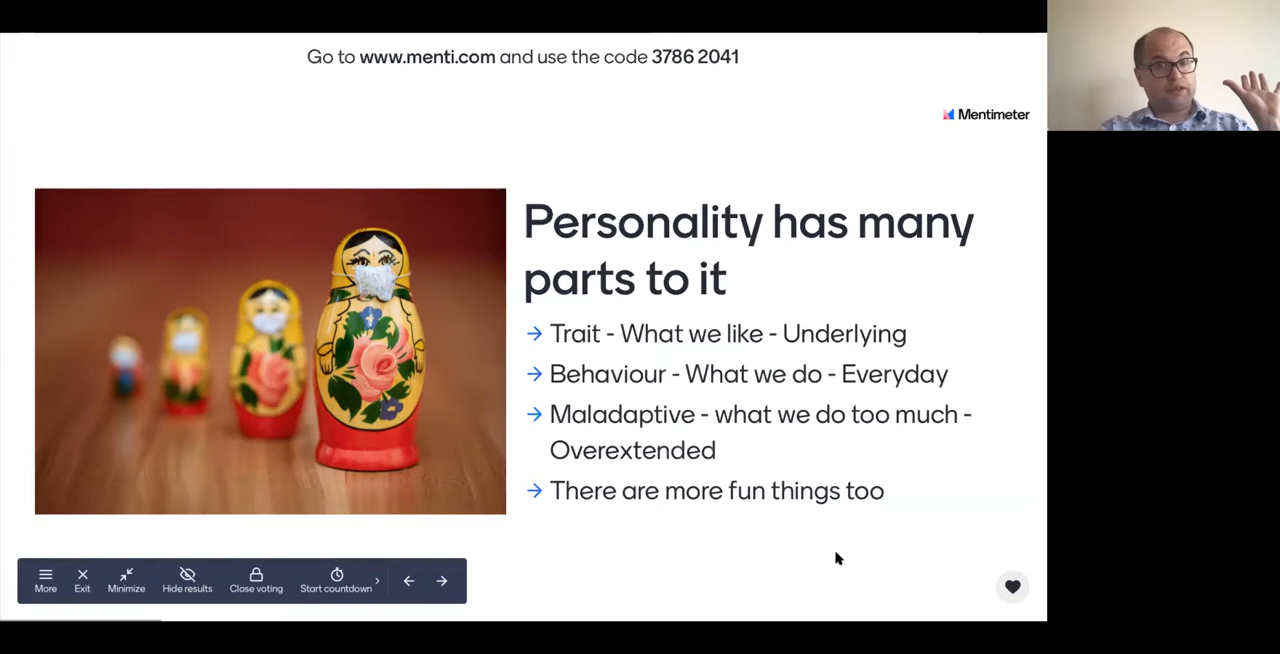 Go to www.menti.com and use the code 3786 2041
Mentimeter
Personality has many
parts to it
→ Trait - What we like - Underlying
→ Behaviour - What we do - Everyday
→ Maladaptive - what we do too much -
Overextended
→ There are more fun things too
More Exit Minimize Hide results Close voting Start countdown